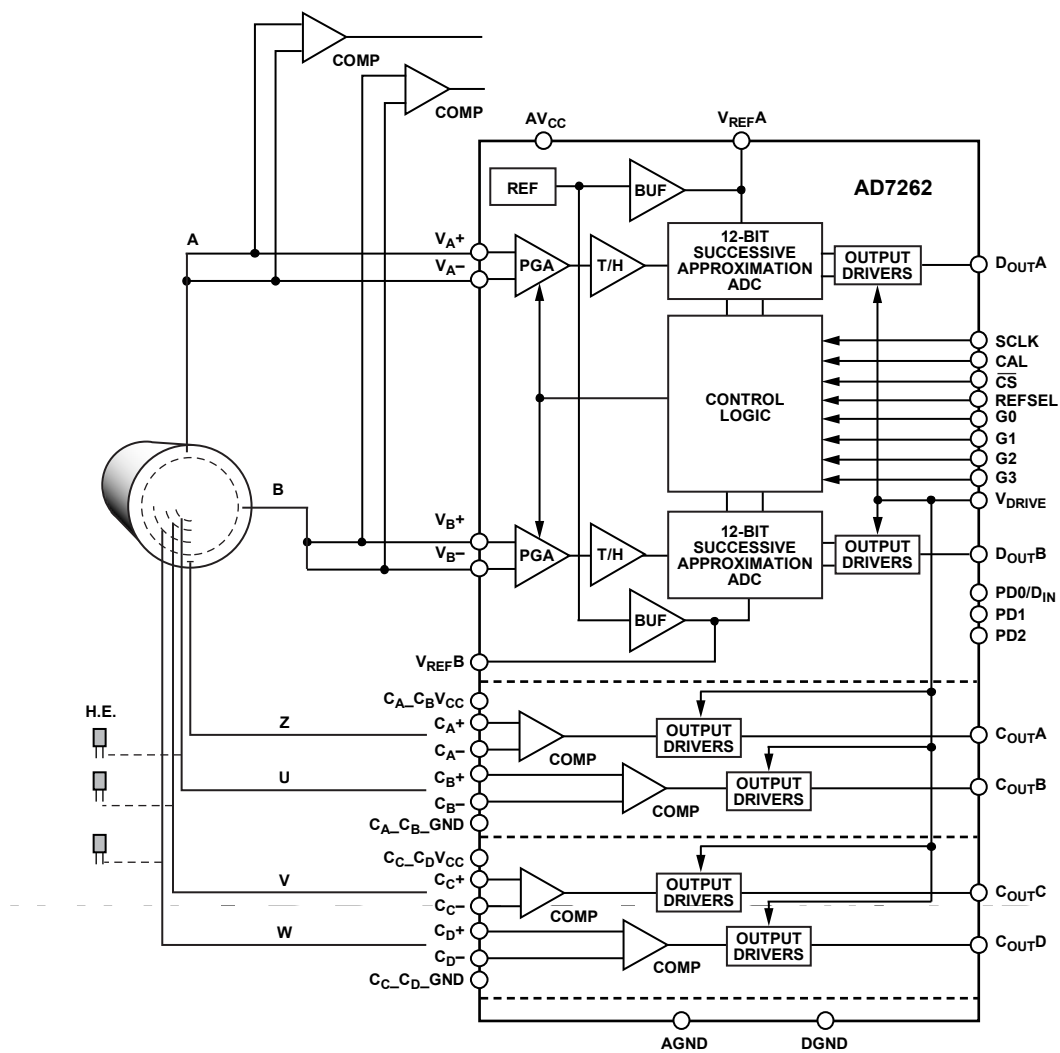 COMP
COMP
AVCC
VREFA
REF
BUF
AD7262
A
VA+
VA−
PGA
T/H
12-BIT
SUCCESSIVE
APPROXIMATION
ADC
OUTPUT
DRIVERS
DOUTA
SCLK
CAL
CS
REFSEL
G0
G1
G2
G3
VDRIVE
CONTROL
LOGIC
B
VB+
VB−
PGA
T/H
12-BIT
SUCCESSIVE
APPROXIMATION
ADC
OUTPUT
DRIVERS
DOUTB
PD0/DIN
PD1
PD2
BUF
VREFB
CA_CBVCC
H.E.
Z
CA+
CA−
COMP
OUTPUT
DRIVERS
COUTA
U
CB+
CB−
COMP
OUTPUT
DRIVERS
COUTB
CA_CB_GND
CC_CDVCC
V
CC+
CC−
COMP
OUTPUT
DRIVERS
COUTC
W
CD+
CD−
COMP
OUTPUT
DRIVERS
COUTD
CC_CD_GND
AGND
DGND